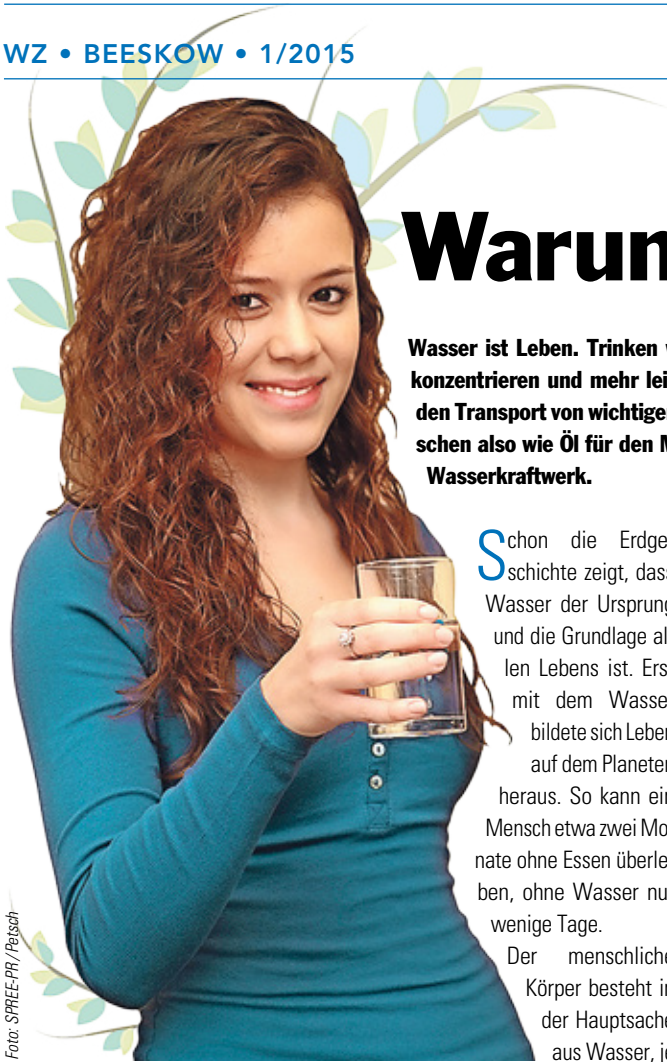 WZ • BEESKOW • 1/2015
Warum
Wasser ist Leben. Trinken
konzentrieren und mehr lei
den Transport von wichtige
schen also wie Öl für den M
Wasserkraftwerk.
Schon die Erdge
schichte zeigt, dass
Wasser der Ursprung
und die Grundlage al
len Lebens ist. Ers
mit dem Wasse
bildete sich Leben
auf dem Planeten
heraus. So kann ein
Mensch etwa zwei Mo
nate ohne Essen überle
ben, ohne Wasser nu
wenige Tage.
Der menschliche
Körper besteht in
der Hauptsache
aus Wasser, je
Foto: SPREE-PR/Petsch